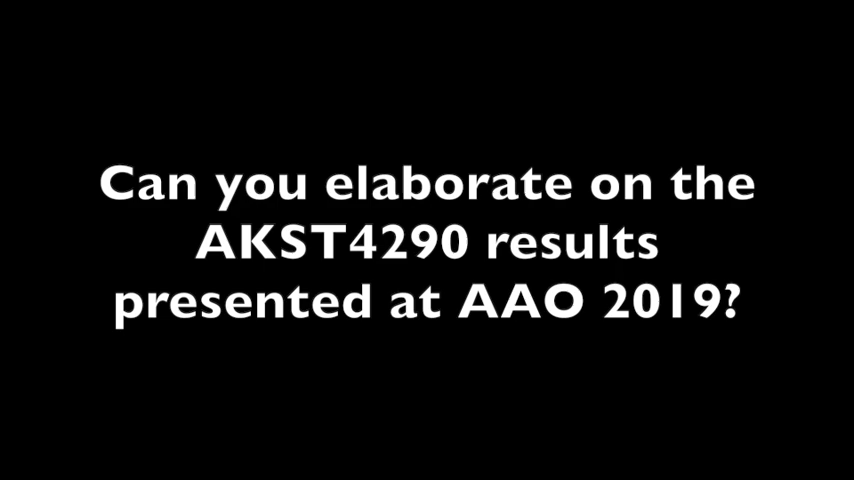 Can you elaborate on the
AKST4290 results
presented at AAO 2019?